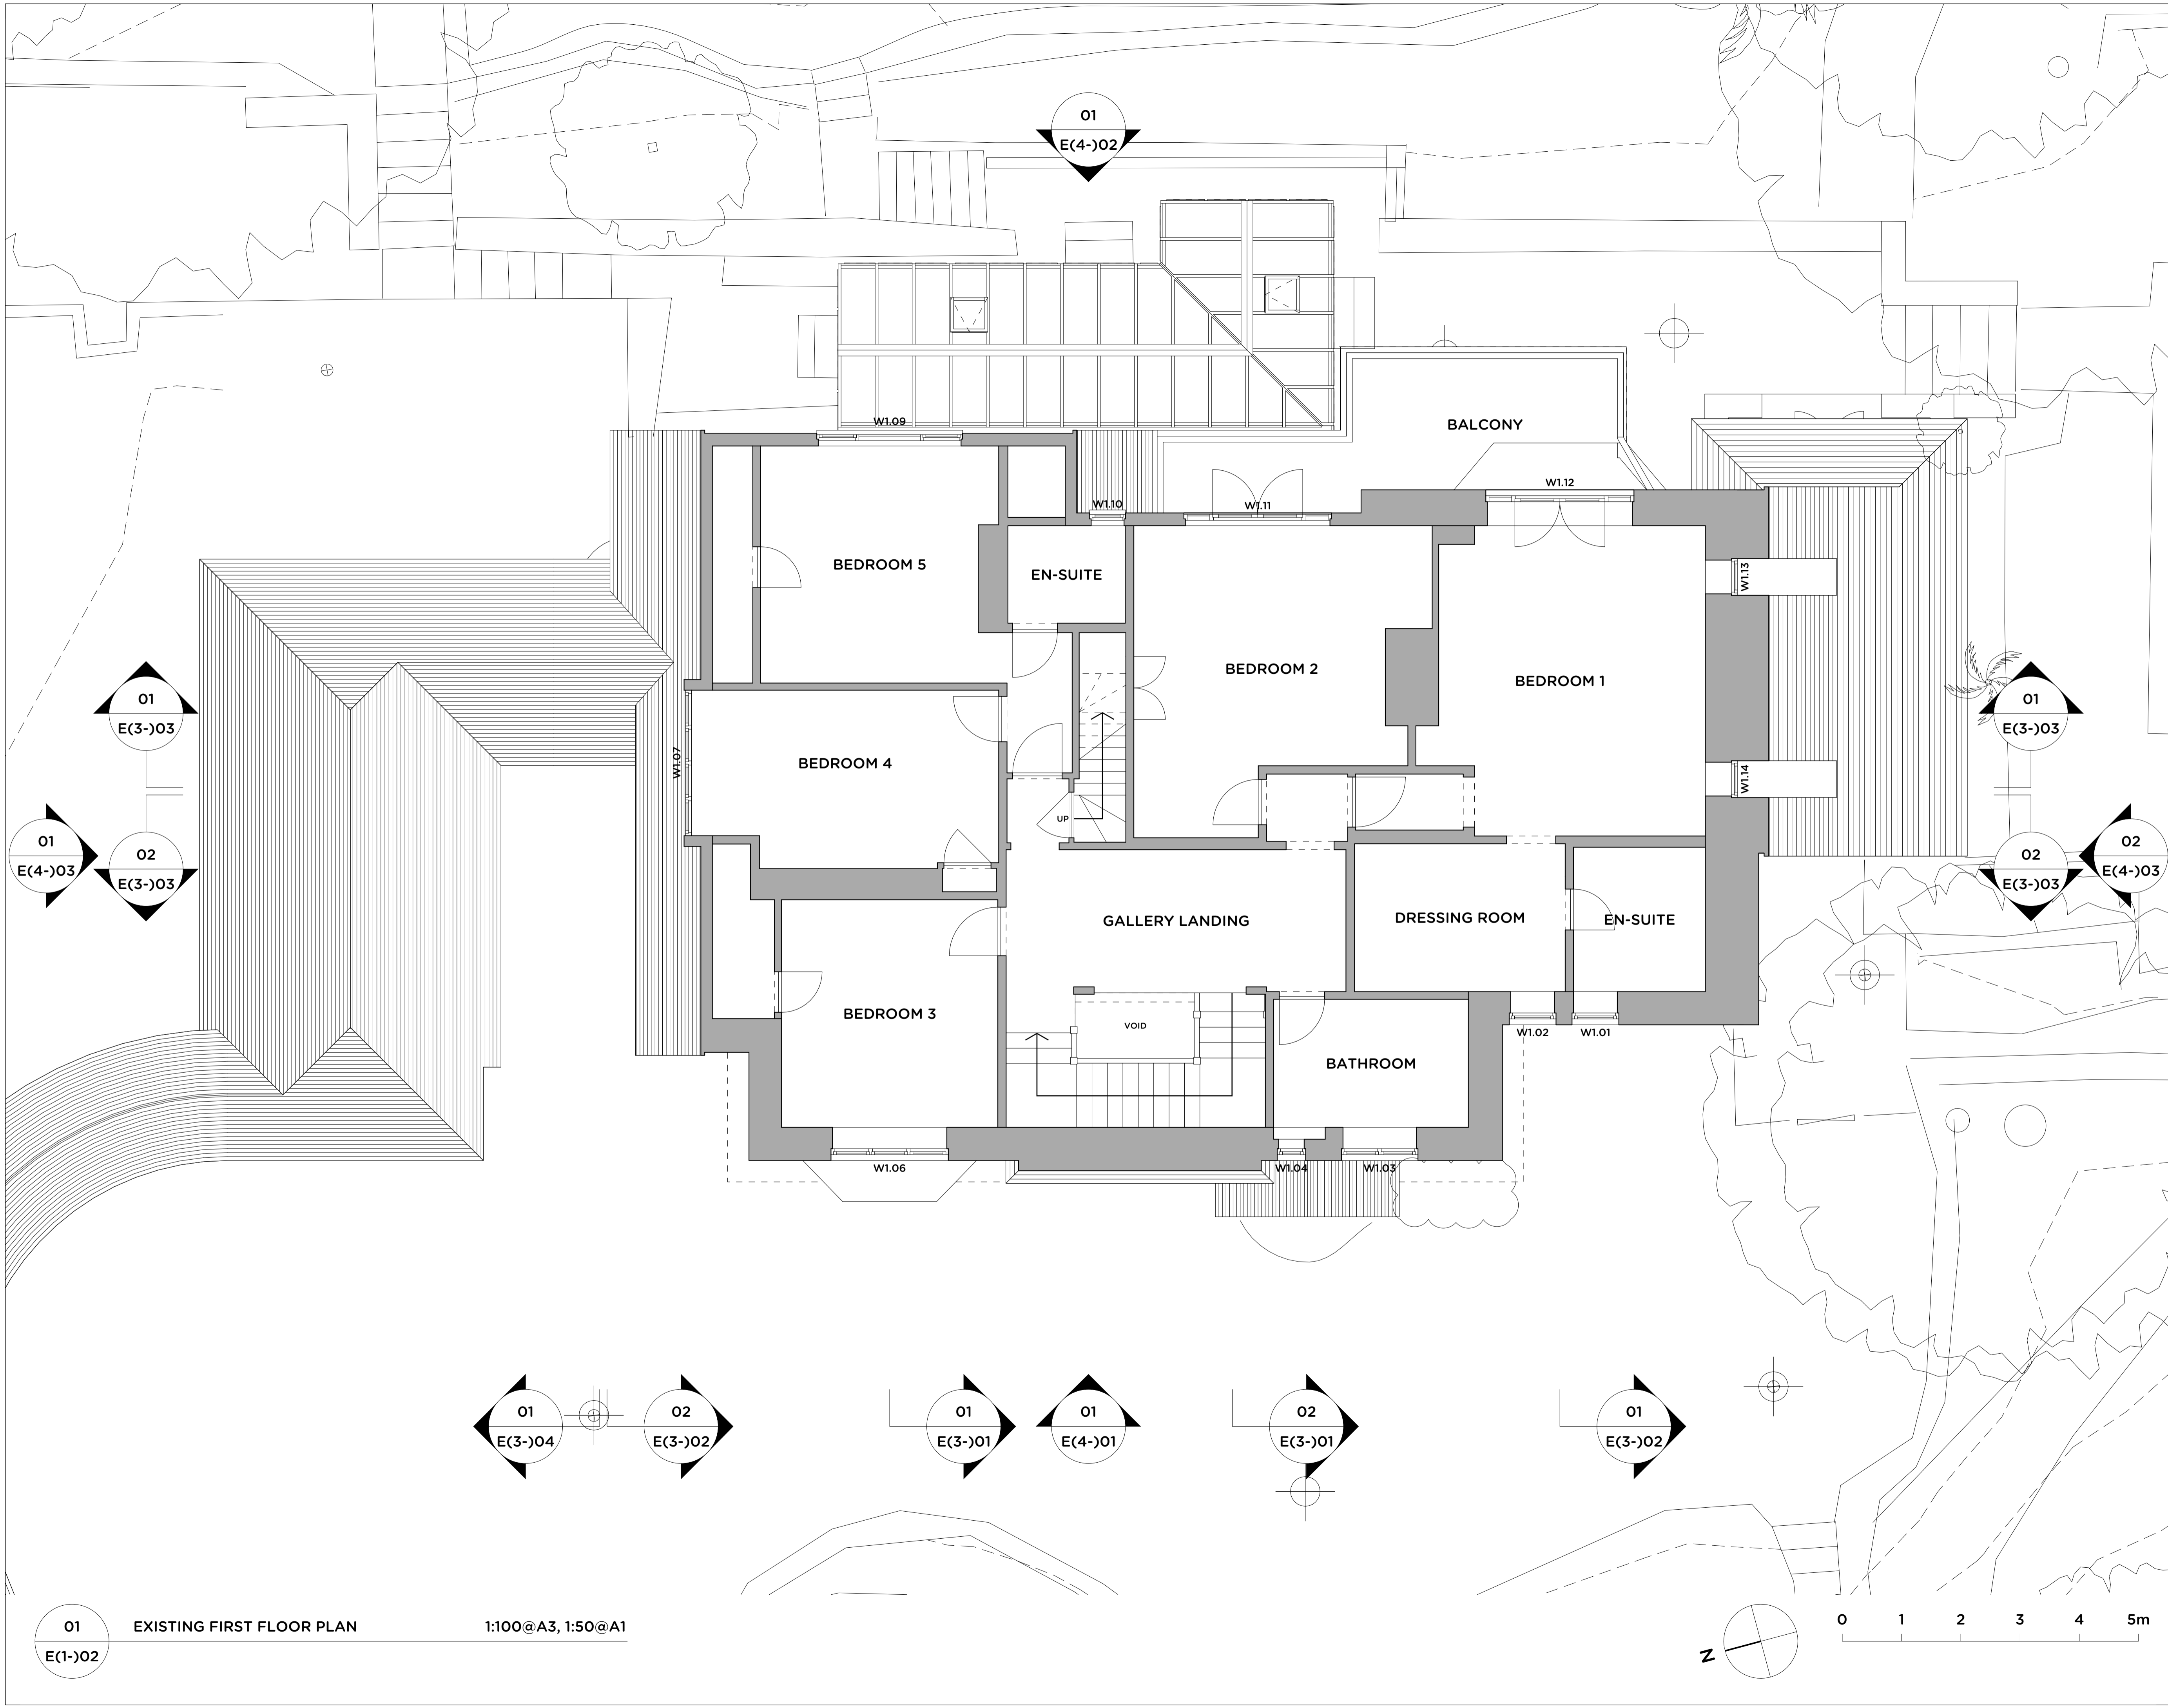 01
E(4-)02
W1.09
BALCONY
W1.10
W1.11
W1.12
BEDROOM 5
EN-SUITE
W1.13
BEDROOM 2
BEDROOM 1
01
E(3-)03
01
E(3-)03
W1.07
BEDROOM 4
W1.14
UP
01
E(4-)03
02
E(3-)03
02
E(3-)03
02
E(4-)03
GALLERY LANDING
DRESSING ROOM
EN-SUITE
BEDROOM 3
VOID
W1.02
W1.01
BATHROOM
W1.06
W1.04
W1.03
01
E(3-)04
02
E(3-)02
01
E(3-)01
01
E(4-)01
02
E(3-)01
01
E(3-)02
01
E(1-)02
EXISTING FIRST FLOOR PLAN
1:100@A3, 1:50@A1
N
0 1 2 3 4 5m